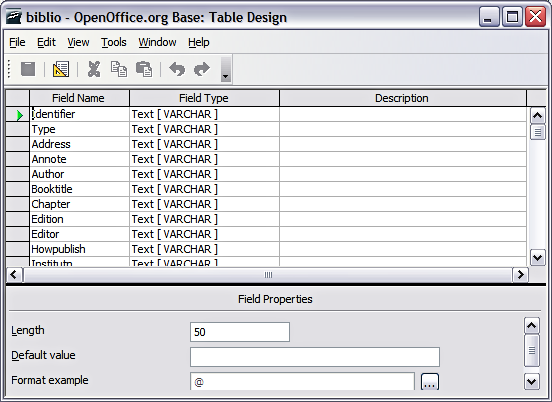 biblio - OpenOffice.org Base: Table Design
File Edit View Tools Window Help
Field Name Field Type Description
Identifier Text [ VARCHAR ]
Type Text [ VARCHAR ]
Address Text [ VARCHAR ]
Annote Text [ VARCHAR ]
Author Text [ VARCHAR ]
Booktitle Text [ VARCHAR ]
Chapter Text [ VARCHAR ]
Edition Text [ VARCHAR ]
Editor Text [ VARCHAR ]
Howpublish Text [ VARCHAR ]
Institutn Text [ VARCHAR ]
Field Properties
Length 50
Default value
Format example @ ...